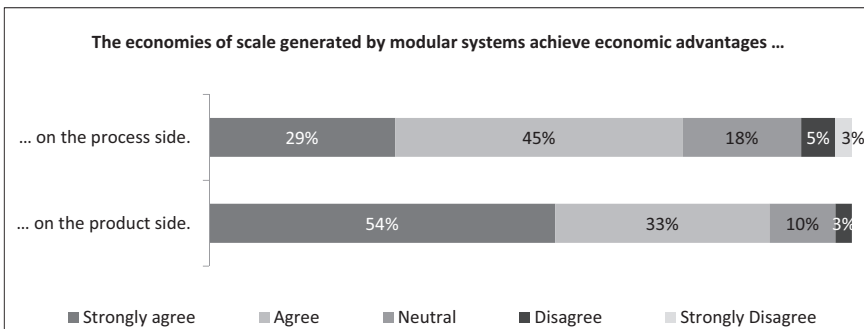 The economies of scale generated by modular systems achieve economic advantages ...
... on the process side.
29% 45% 18% 5% 3%
... on the product side.
54% 33% 10% 3%
Strongly agree Agree Neutral Disagree Strongly Disagree